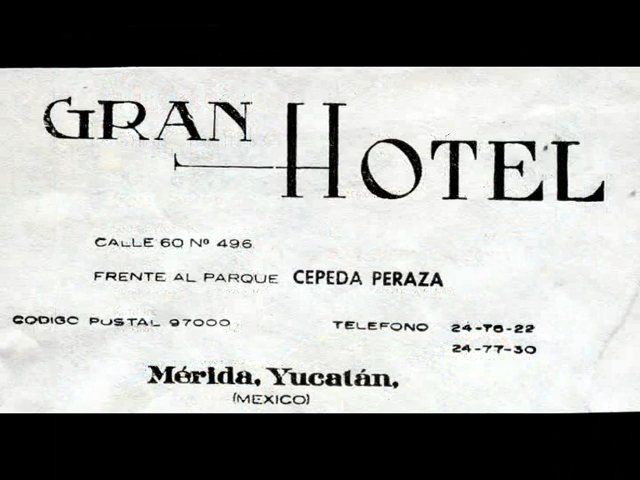 GRAN HOTEL
CALLE 60 Nº 496
FRENTE AL PARQUE CEPEDA PERAZA
CODIGO PUSTAL 97000 TELEFONO 24-76-22
24-77-30
Mérida, Yucatán,
(MEXICO)